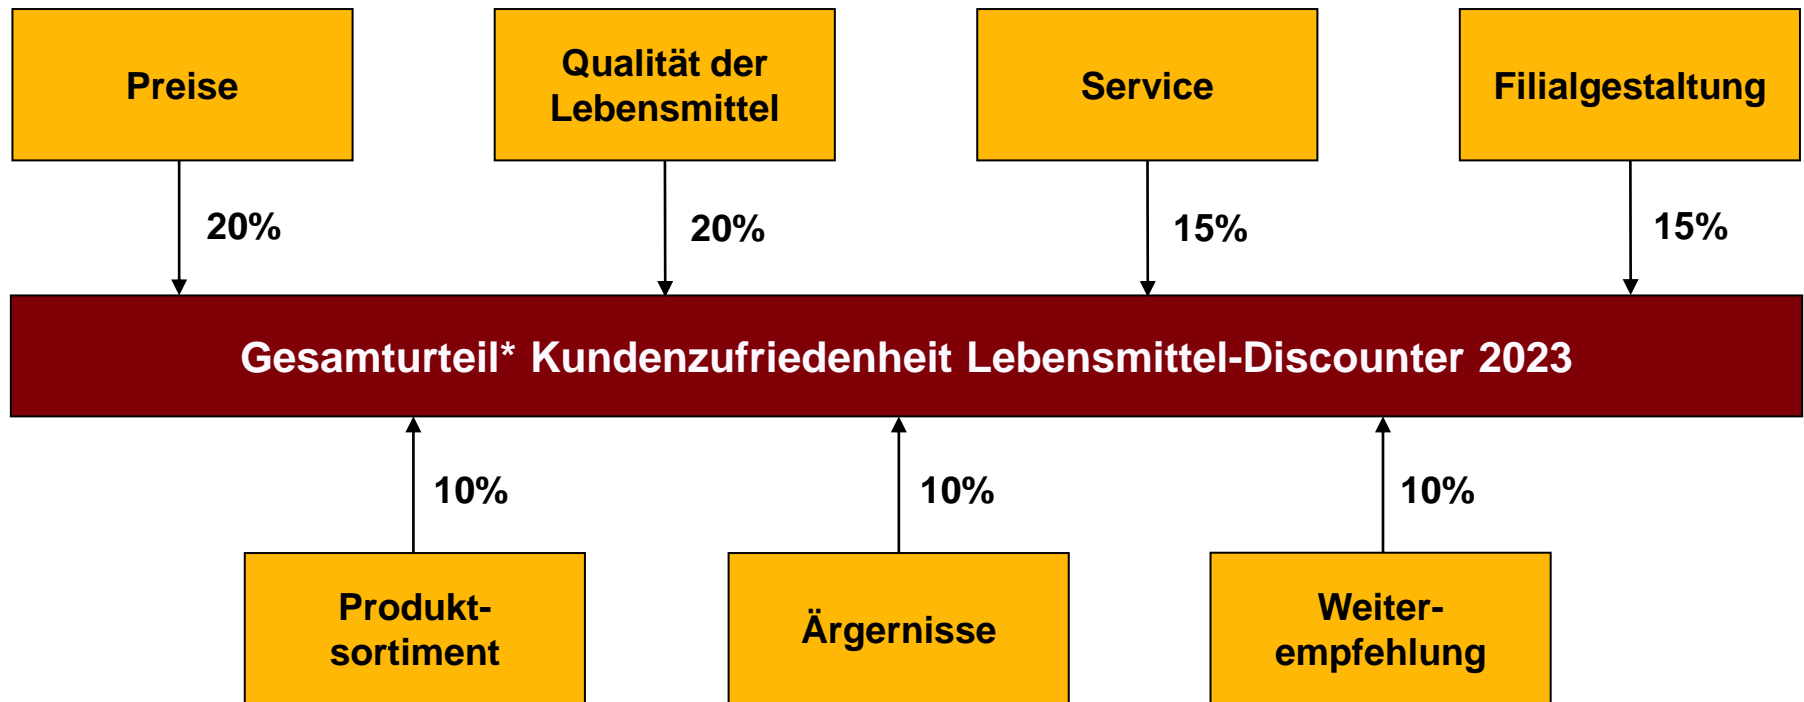 Preise
Qualität der
Lebensmittel
Service
Filialgestaltung
20%
20%
15%
15%
Gesamturteil* Kundenzufriedenheit Lebensmittel-Discounter 2023
10%
10%
10%
Produkt-
sortiment
Ärgernisse
Weiter-
empfehlung